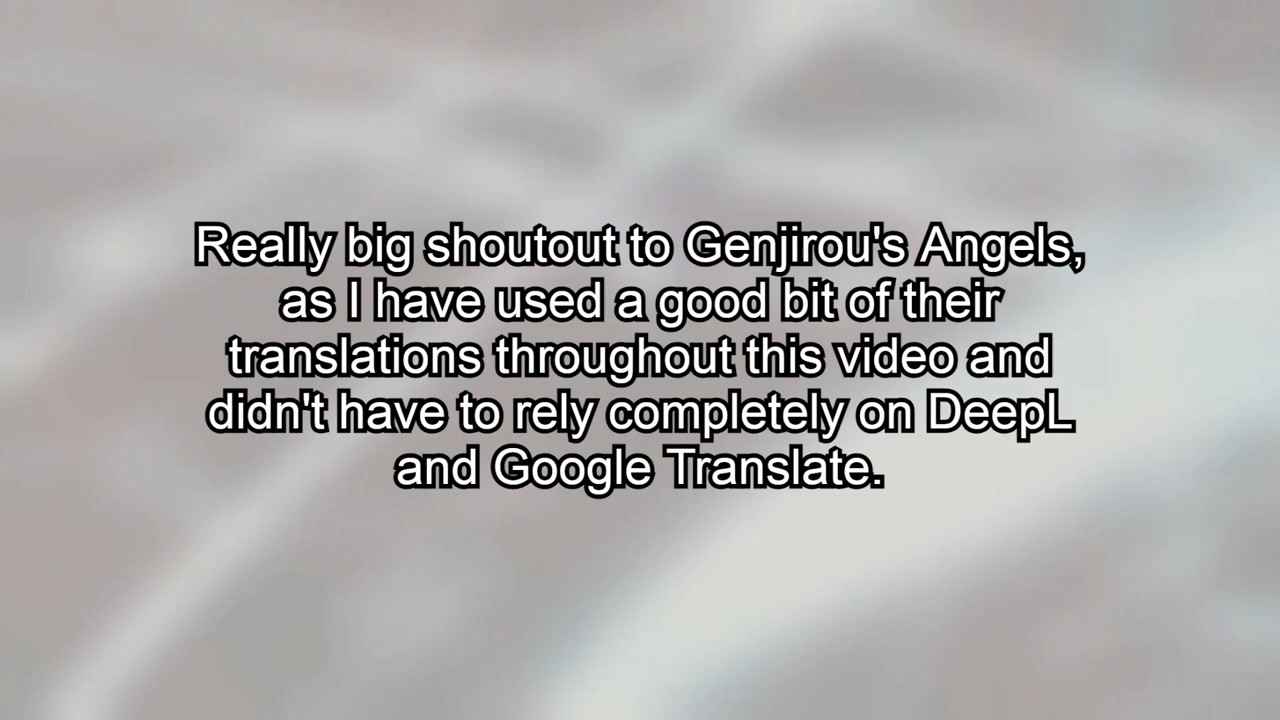 Really big shoutout to Genjirou's Angels,
as I have used a good bit of their
translations throughout this video and
didn't have to rely completely on DeepL
and Google Translate.